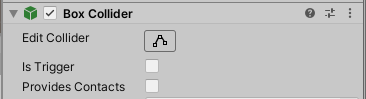 Box Collider
Edit Collider
Is Trigger
Provides Contacts